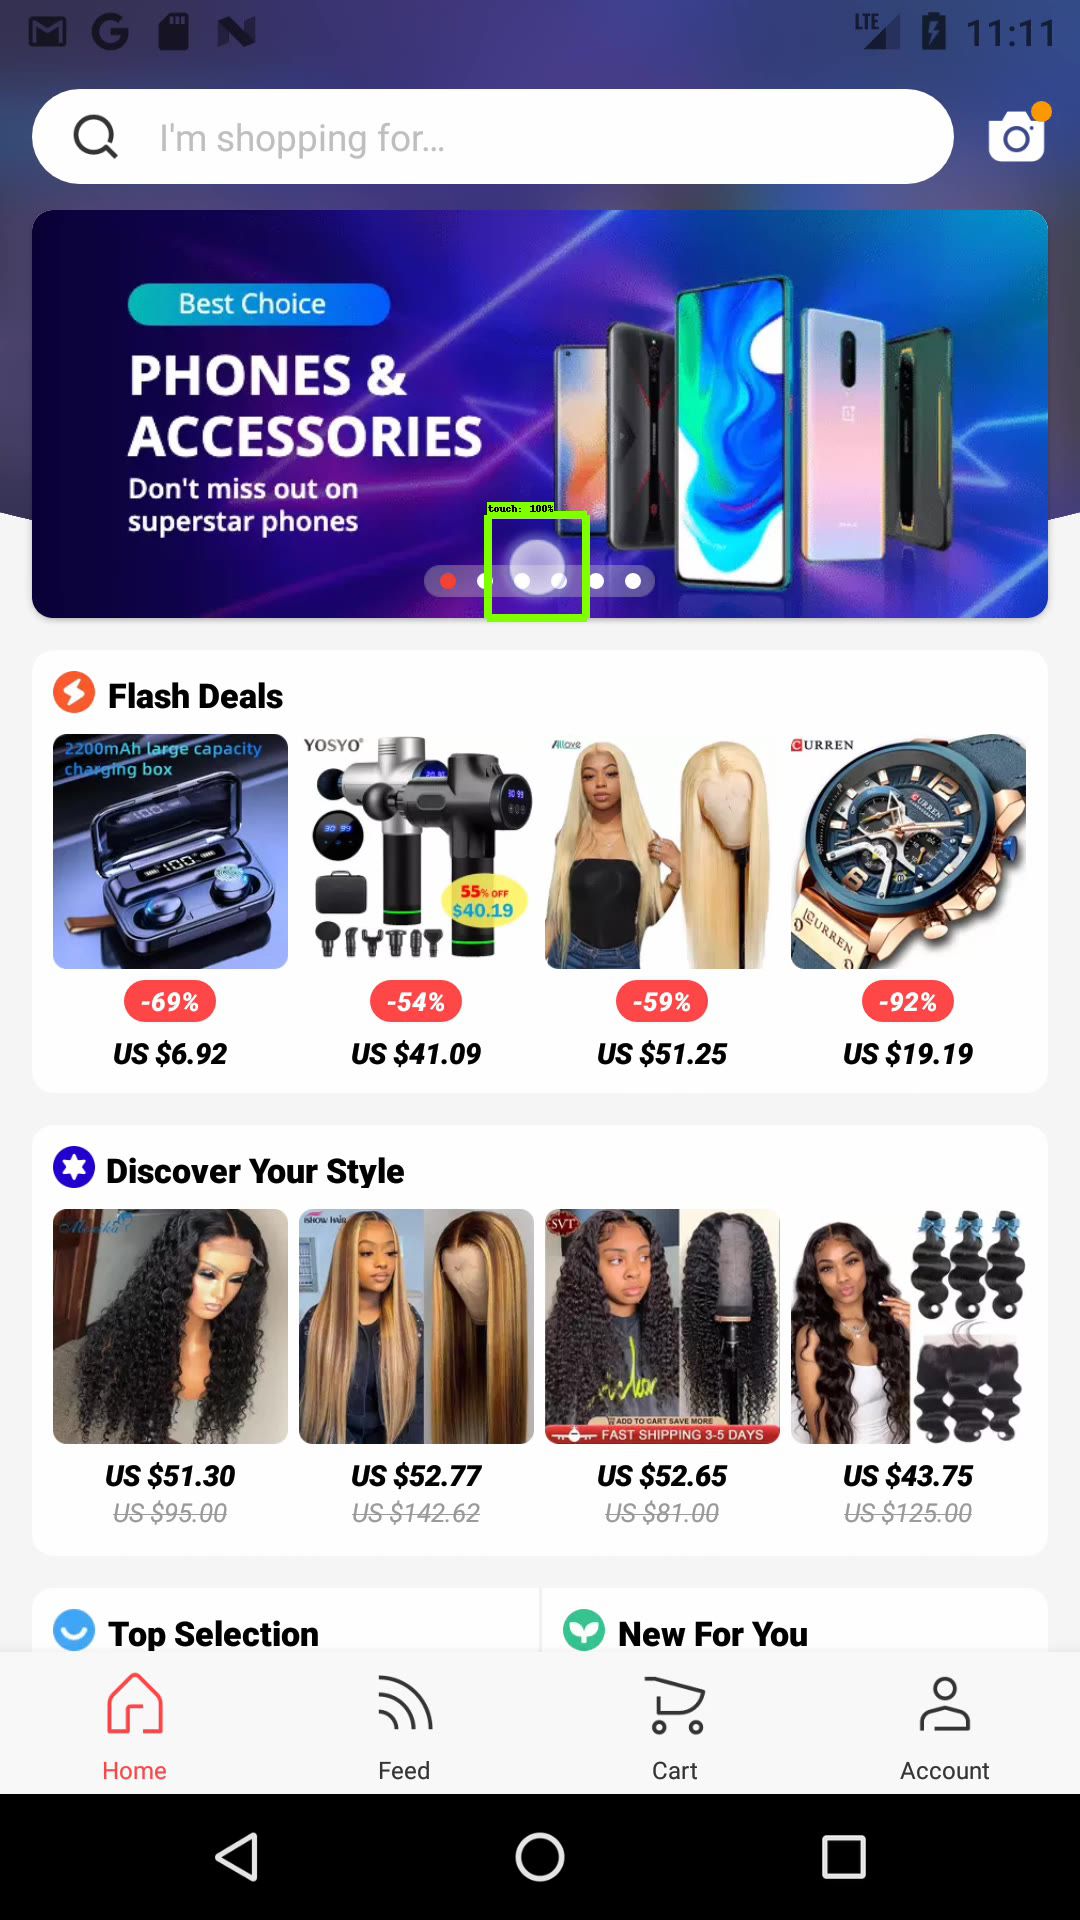 LTE 11:11
I'm shopping for...
Best Choice
PHONES &
ACCESSORIES
Don't miss out on
superstar phones
touch: 100%
Flash Deals
2200mAh large capacity
charging box
YOSYO®
Allove
CURREN
55% OFF
$40.19
-69%
-54%
-59%
-92%
US $6.92
US $41.09
US $51.25
US $19.19
Discover Your Style
ISHOW HAIR
SVT
ADD TO CART SAVE MORE
FAST SHIPPING 3-5 DAYS
US $51.30
US $52.77
US $52.65
US $43.75
US $95.00
US $142.62
US $81.00
US $125.00
Top Selection
New For You
Home
Feed
Cart
Account